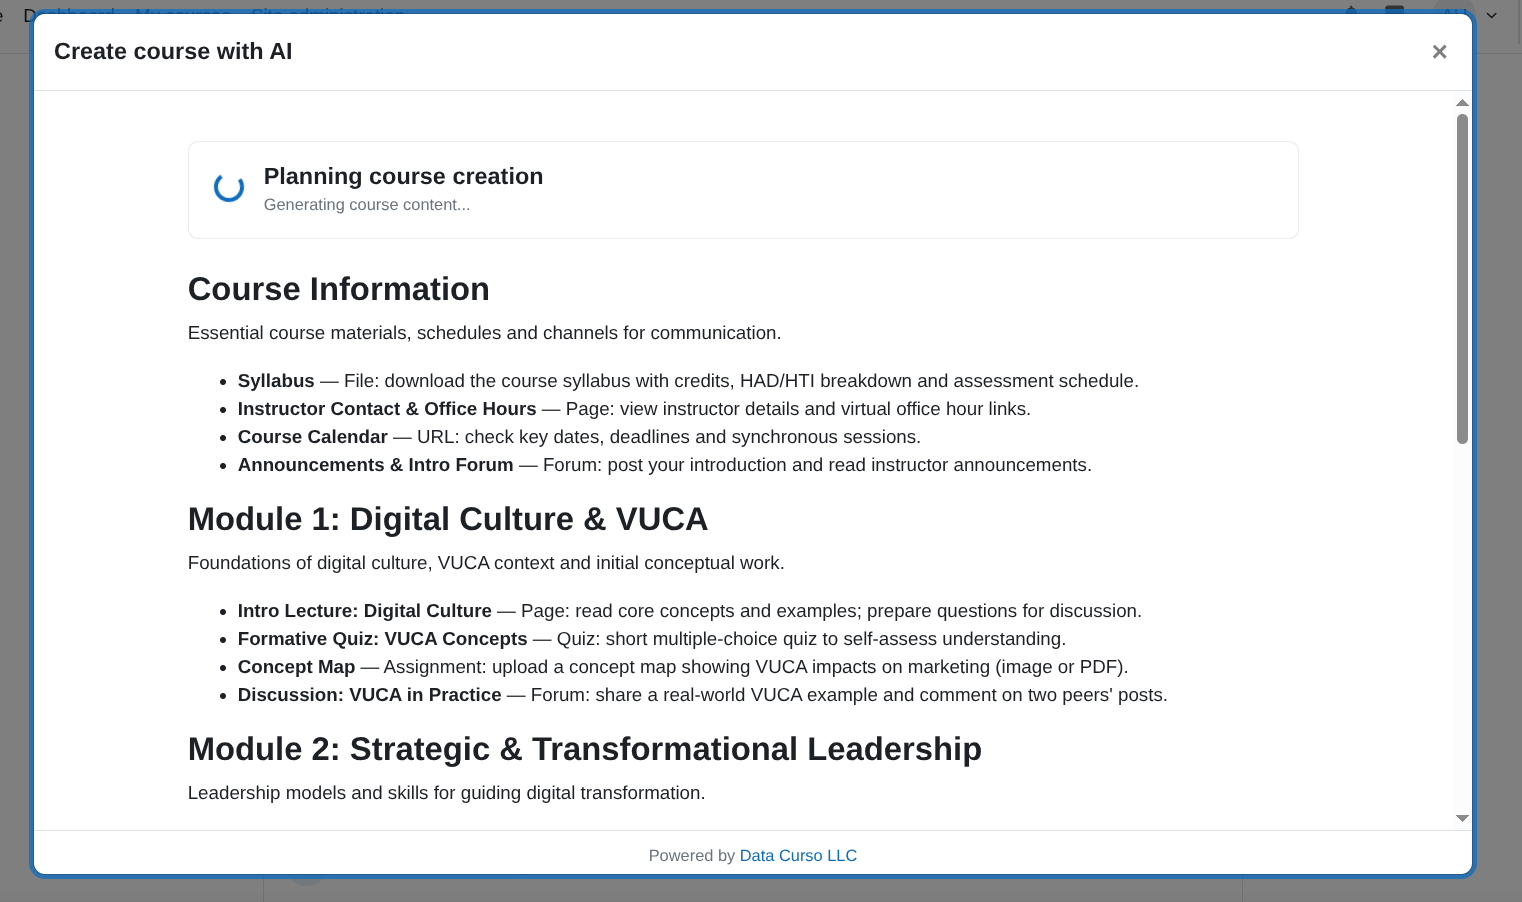 Dashboard My courses Site administration
Create course with AI
×
Planning course creation
Generating course content...
Course Information
Essential course materials, schedules and channels for communication.
• Syllabus — File: download the course syllabus with credits, HAD/HTI breakdown and assessment schedule.
• Instructor Contact & Office Hours — Page: view instructor details and virtual office hour links.
• Course Calendar — URL: check key dates, deadlines and synchronous sessions.
• Announcements & Intro Forum — Forum: post your introduction and read instructor announcements.
Module 1: Digital Culture & VUCA
Foundations of digital culture, VUCA context and initial conceptual work.
• Intro Lecture: Digital Culture — Page: read core concepts and examples; prepare questions for discussion.
• Formative Quiz: VUCA Concepts — Quiz: short multiple-choice quiz to self-assess understanding.
• Concept Map — Assignment: upload a concept map showing VUCA impacts on marketing (image or PDF).
• Discussion: VUCA in Practice — Forum: share a real-world VUCA example and comment on two peers' posts.
Module 2: Strategic & Transformational Leadership
Leadership models and skills for guiding digital transformation.
Powered by Data Curso LLC